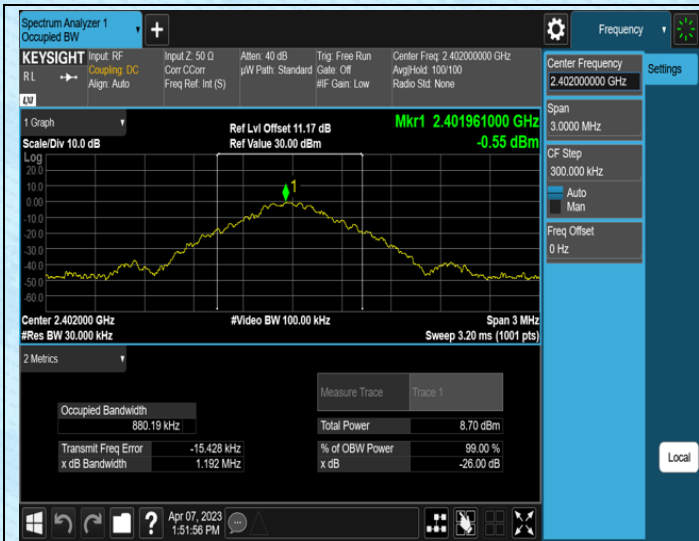 Spectrum Analyzer 1
Occupied BW
Frequency
KEYSIGHT
R L
LXI
Input: RF
Coupling: DC
Align: Auto
Input Z: 50 Ω
Corr CCorr
Freq Ref: Int (S)
Atten: 40 dB
µW Path: Standard
Trig: Free Run
Gate: Off
#IF Gain: Low
Center Freq: 2.402000000 GHz
Avg|Hold: 100/100
Radio Std: None
Center Frequency
2.402000000 GHz
Settings
Span
3.0000 MHz
CF Step
300.000 kHz
Auto
Man
Freq Offset
0 Hz
1 Graph
Scale/Div 10.0 dB
Ref Lvl Offset 11.17 dB
Ref Value 30.00 dBm
Mkr1 2.401961000 GHz
-0.55 dBm
Log
20.0
10.0
0.00
-10.0
-20.0
-30.0
-40.0
-50.0
-60.0
1
Center 2.402000 GHz
#Res BW 30.000 kHz
#Video BW 100.00 kHz
Span 3 MHz
Sweep 3.20 ms (1001 pts)
2 Metrics
Measure Trace Trace 1
Occupied Bandwidth
880.19 kHz
Total Power 8.70 dBm
Transmit Freq Error -15.428 kHz
% of OBW Power 99.00 %
x dB Bandwidth 1.192 MHz
x dB -26.00 dB
Local
?
Apr 07, 2023
1:51:56 PM